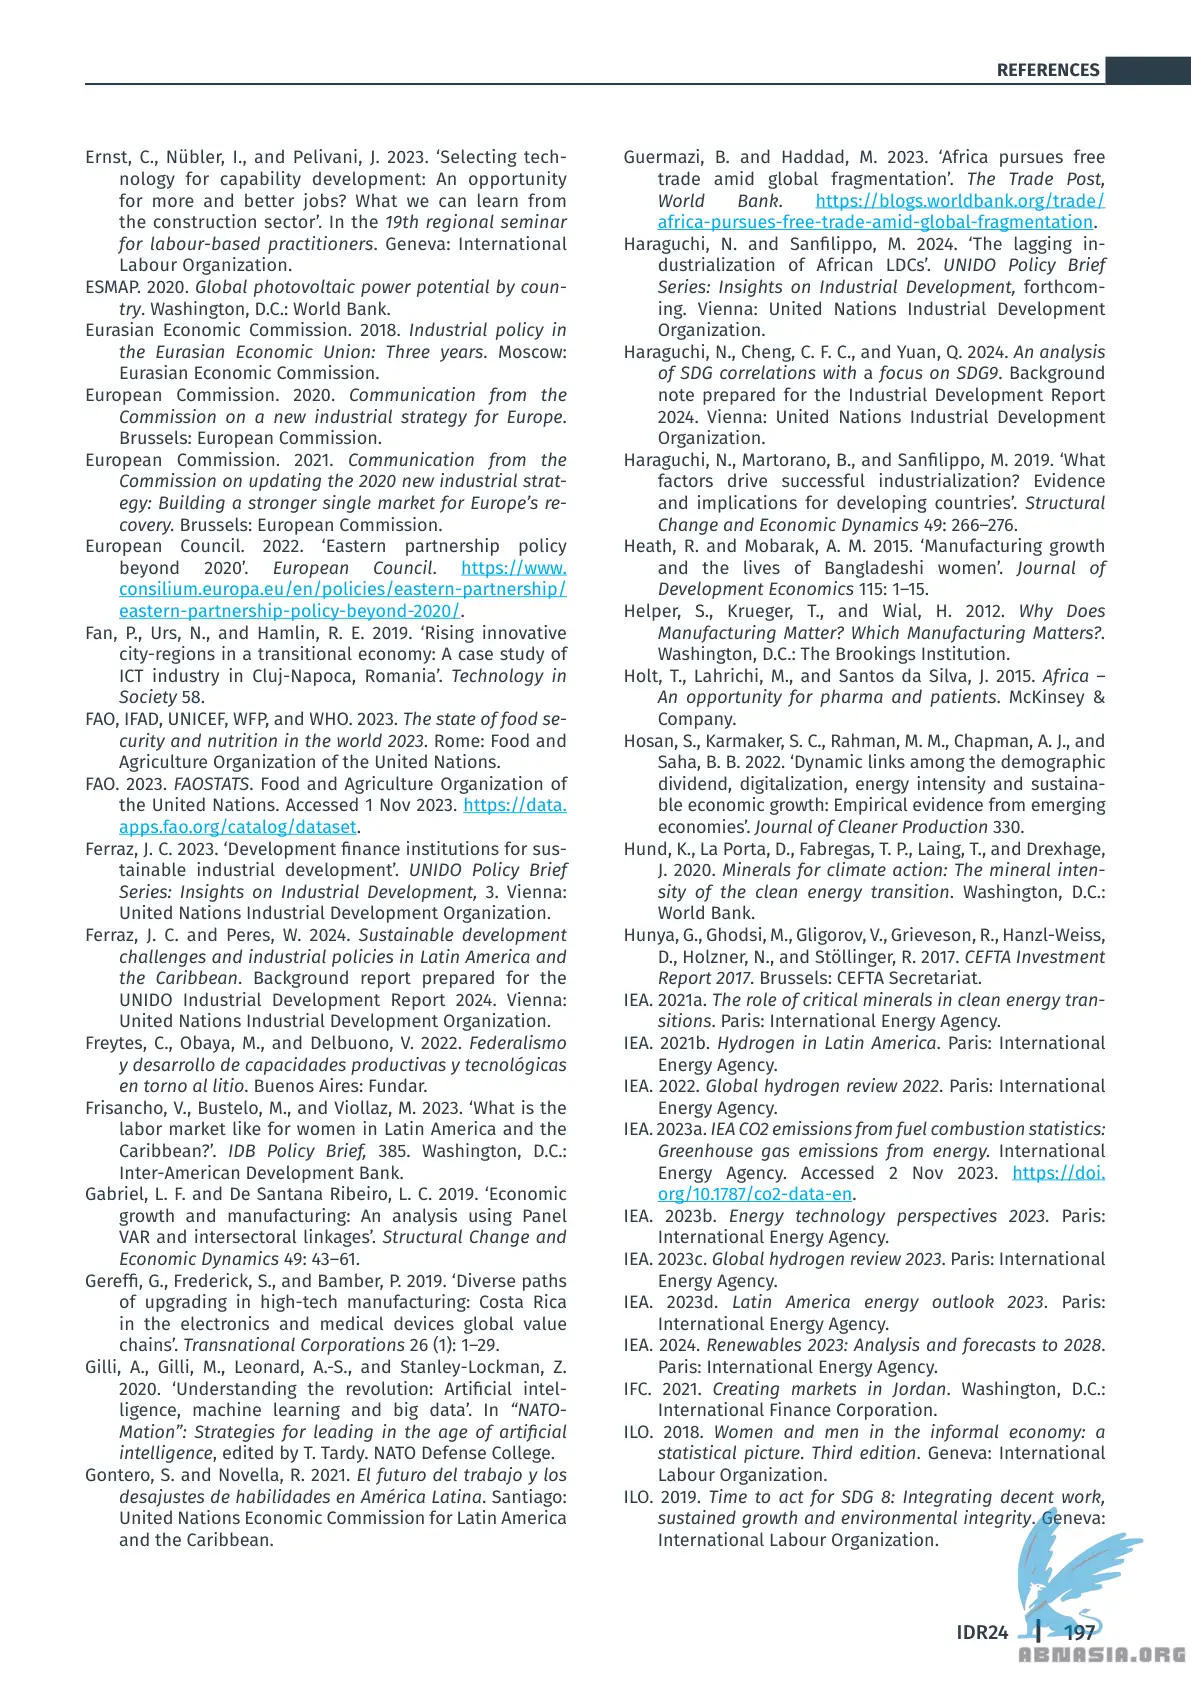 REFERENCES
Ernst, C., Nübler, I., and Pelivani, J. 2023. ‘Selecting tech-
nology for capability development: An opportunity
for more and better jobs? What we can learn from
the construction sector’. In the 19th regional seminar
for labour-based practitioners. Geneva: International
Labour Organization.
ESMAP. 2020. Global photovoltaic power potential by coun-
try. Washington, D.C.: World Bank.
Eurasian Economic Commission. 2018. Industrial policy in
the Eurasian Economic Union: Three years. Moscow:
Eurasian Economic Commission.
European Commission. 2020. Communication from the
Commission on a new industrial strategy for Europe.
Brussels: European Commission.
European Commission. 2021. Communication from the
Commission on updating the 2020 new industrial strat-
egy: Building a stronger single market for Europe’s re-
covery. Brussels: European Commission.
European Council. 2022. ‘Eastern partnership policy
beyond 2020’. European Council. https://www.
consilium.europa.eu/en/policies/eastern-partnership/
eastern-partnership-policy-beyond-2020/.
Fan, P., Urs, N., and Hamlin, R. E. 2019. ‘Rising innovative
city-regions in a transitional economy: A case study of
ICT industry in Cluj-Napoca, Romania’. Technology in
Society 58.
FAO, IFAD, UNICEF, WFP, and WHO. 2023. The state of food se-
curity and nutrition in the world 2023. Rome: Food and
Agriculture Organization of the United Nations.
FAO. 2023. FAOSTATS. Food and Agriculture Organization of
the United Nations. Accessed 1 Nov 2023. https://data.
apps.fao.org/catalog/dataset.
Ferraz, J. C. 2023. ‘Development finance institutions for sus-
tainable industrial development’. UNIDO Policy Brief
Series: Insights on Industrial Development, 3. Vienna:
United Nations Industrial Development Organization.
Ferraz, J. C. and Peres, W. 2024. Sustainable development
challenges and industrial policies in Latin America and
the Caribbean. Background report prepared for the
UNIDO Industrial Development Report 2024. Vienna:
United Nations Industrial Development Organization.
Freytes, C., Obaya, M., and Delbuono, V. 2022. Federalismo
y desarrollo de capacidades productivas y tecnológicas
en torno al litio. Buenos Aires: Fundar.
Frisancho, V., Bustelo, M., and Viollaz, M. 2023. ‘What is the
labor market like for women in Latin America and the
Caribbean?’. IDB Policy Brief, 385. Washington, D.C.:
Inter-American Development Bank.
Gabriel, L. F. and De Santana Ribeiro, L. C. 2019. ‘Economic
growth and manufacturing: An analysis using Panel
VAR and intersectoral linkages’. Structural Change and
Economic Dynamics 49: 43–61.
Gereffi, G., Frederick, S., and Bamber, P. 2019. ‘Diverse paths
of upgrading in high-tech manufacturing: Costa Rica
in the electronics and medical devices global value
chains’. Transnational Corporations 26 (1): 1–29.
Gilli, A., Gilli, M., Leonard, A.-S., and Stanley-Lockman, Z.
2020. ‘Understanding the revolution: Artificial intel-
ligence, machine learning and big data’. In “NATO-
Mation”: Strategies for leading in the age of artificial
intelligence, edited by T. Tardy. NATO Defense College.
Gontero, S. and Novella, R. 2021. El futuro del trabajo y los
desajustes de habilidades en América Latina. Santiago:
United Nations Economic Commission for Latin America
and the Caribbean.
Guermazi, B. and Haddad, M. 2023. ‘Africa pursues free
trade amid global fragmentation’. The Trade Post,
World Bank. https://blogs.worldbank.org/trade/
africa-pursues-free-trade-amid-global-fragmentation.
Haraguchi, N. and Sanfilippo, M. 2024. ‘The lagging in-
dustrialization of African LDCs’. UNIDO Policy Brief
Series: Insights on Industrial Development, forthcom-
ing. Vienna: United Nations Industrial Development
Organization.
Haraguchi, N., Cheng, C. F. C., and Yuan, Q. 2024. An analysis
of SDG correlations with a focus on SDG9. Background
note prepared for the Industrial Development Report
2024. Vienna: United Nations Industrial Development
Organization.
Haraguchi, N., Martorano, B., and Sanfilippo, M. 2019. ‘What
factors drive successful industrialization? Evidence
and implications for developing countries’. Structural
Change and Economic Dynamics 49: 266–276.
Heath, R. and Mobarak, A. M. 2015. ‘Manufacturing growth
and the lives of Bangladeshi women’. Journal of
Development Economics 115: 1–15.
Helper, S., Krueger, T., and Wial, H. 2012. Why Does
Manufacturing Matter? Which Manufacturing Matters?.
Washington, D.C.: The Brookings Institution.
Holt, T., Lahrichi, M., and Santos da Silva, J. 2015. Africa –
An opportunity for pharma and patients. McKinsey &
Company.
Hosan, S., Karmaker, S. C., Rahman, M. M., Chapman, A. J., and
Saha, B. B. 2022. ‘Dynamic links among the demographic
dividend, digitalization, energy intensity and sustaina-
ble economic growth: Empirical evidence from emerging
economies’. Journal of Cleaner Production 330.
Hund, K., La Porta, D., Fabregas, T. P., Laing, T., and Drexhage,
J. 2020. Minerals for climate action: The mineral inten-
sity of the clean energy transition. Washington, D.C.:
World Bank.
Hunya, G., Ghodsi, M., Gligorov, V., Grieveson, R., Hanzl-Weiss,
D., Holzner, N., and Stöllinger, R. 2017. CEFTA Investment
Report 2017. Brussels: CEFTA Secretariat.
IEA. 2021a. The role of critical minerals in clean energy tran-
sitions. Paris: International Energy Agency.
IEA. 2021b. Hydrogen in Latin America. Paris: International
Energy Agency.
IEA. 2022. Global hydrogen review 2022. Paris: International
Energy Agency.
IEA. 2023a. IEA CO2 emissions from fuel combustion statistics:
Greenhouse gas emissions from energy. International
Energy Agency. Accessed 2 Nov 2023. https://doi.
org/10.1787/co2-data-en.
IEA. 2023b. Energy technology perspectives 2023. Paris:
International Energy Agency.
IEA. 2023c. Global hydrogen review 2023. Paris: International
Energy Agency.
IEA. 2023d. Latin America energy outlook 2023. Paris:
International Energy Agency.
IEA. 2024. Renewables 2023: Analysis and forecasts to 2028.
Paris: International Energy Agency.
IFC. 2021. Creating markets in Jordan. Washington, D.C.:
International Finance Corporation.
ILO. 2018. Women and men in the informal economy: a
statistical picture. Third edition. Geneva: International
Labour Organization.
ILO. 2019. Time to act for SDG 8: Integrating decent work,
sustained growth and environmental integrity. Geneva:
International Labour Organization.
IDR24 | 197
ABNASIA.ORG